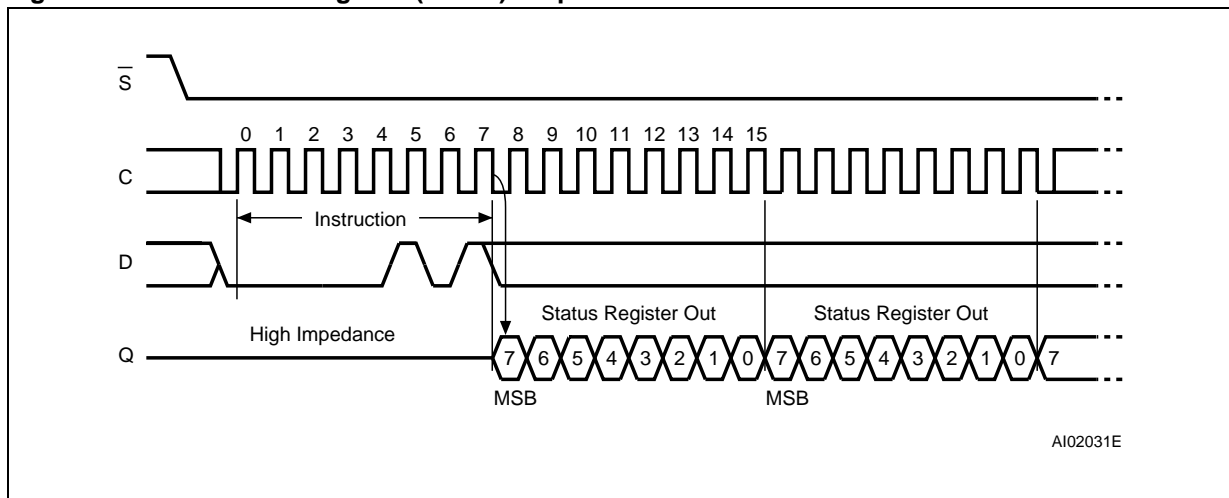 S
0 1 2 3 4 5 6 7 8 9 10 11 12 13 14 15
C
Instruction
D
Status Register Out Status Register Out
High Impedance
Q 7 6 5 4 3 2 1 0 7 6 5 4 3 2 1 0 7
MSB MSB
AI02031E